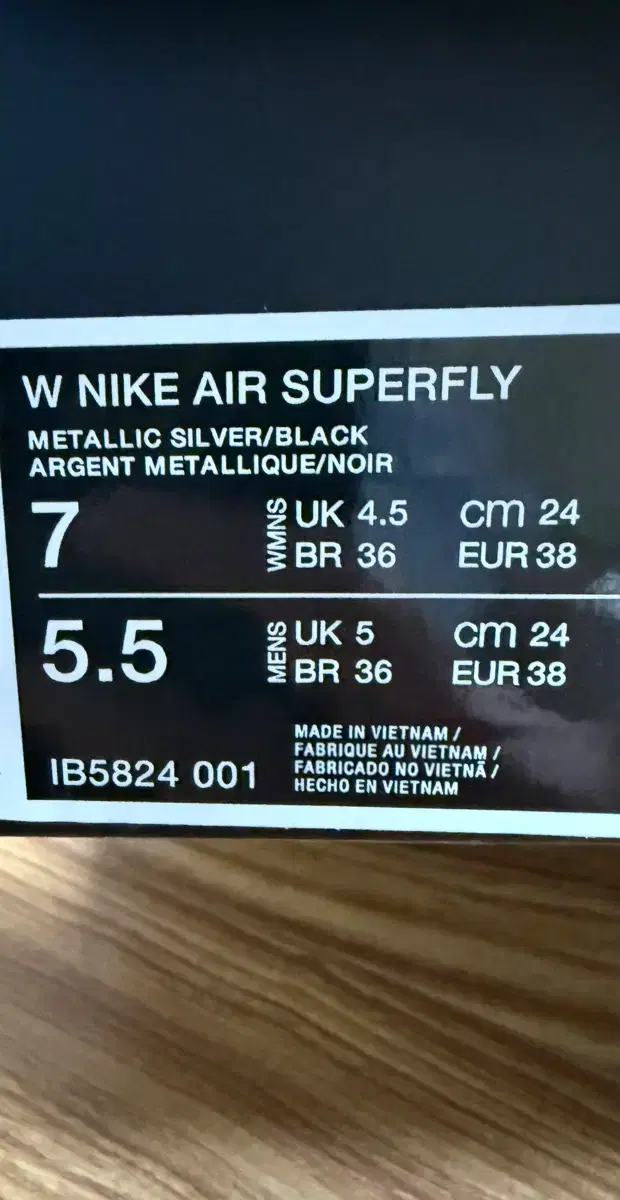 W NIKE AIR SUPERFLY
METALLIC SILVER/BLACK
ARGENT METALLIQUE/NOIR
7 WMNS UK 4.5 cm 24
BR 36 EUR 38
5.5 MENS UK 5 cm 24
BR 36 EUR 38
MADE IN VIETNAM /
FABRIQUE AU VIETNAM /
FABRICADO NO VIETNÃ /
HECHO EN VIETNAM
IB5824 001